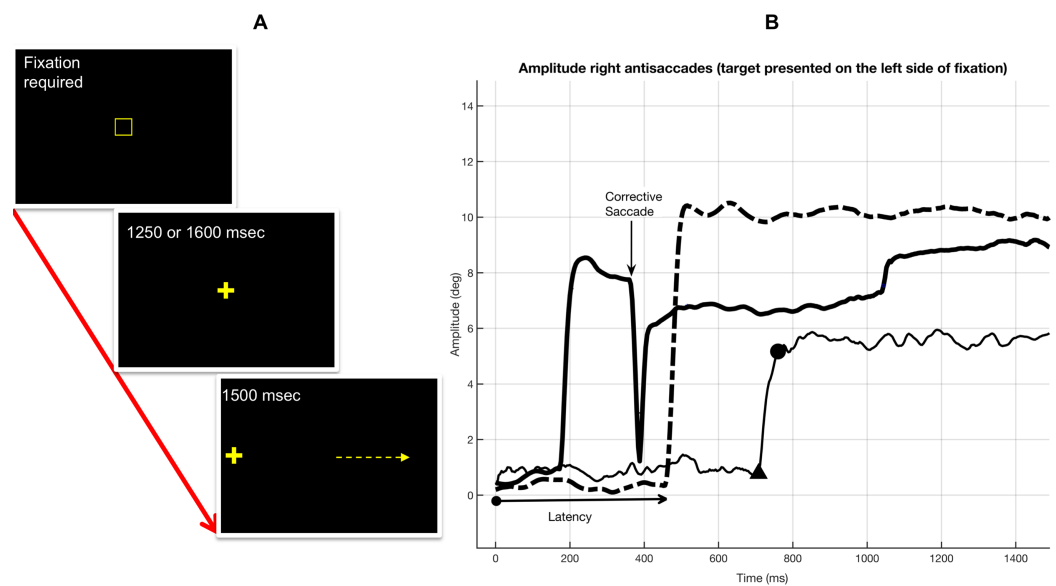 A
Fixation
required
1250 or 1600 msec
1500 msec
B
Amplitude right antisaccades (target presented on the left side of fixation)
Amplitude (deg)
14
12
10
8
6
4
2
0
Corrective
Saccade
Latency
0 200 400 600 800 1000 1200 1400
Time (ms)